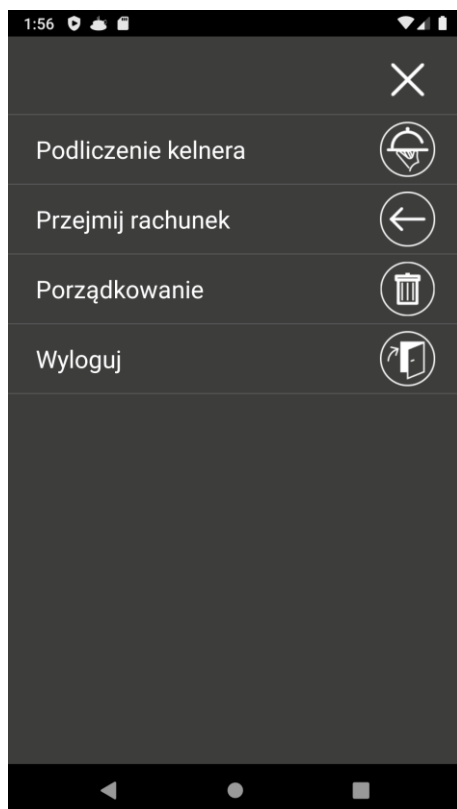 1:56
Podliczenie kelnera
Przejmij rachunek
Porządkowanie
Wyloguj